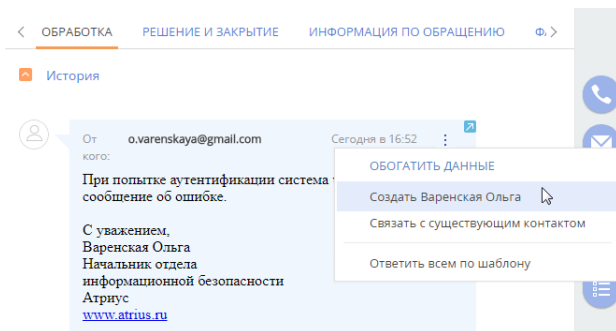 ОБРАБОТКА РЕШЕНИЕ И ЗАКРЫТИЕ ИНФОРМАЦИЯ ПО ОБРАЩЕНИЮ
История
От кого: o.varenskaya@gmail.com Сегодня в 16:52
ОБОГАТИТЬ ДАННЫЕ
Создать Варенская Ольга
Связать с существующим контактом
Ответить всем по шаблону
При попытке аутентификации система
сообщение об ошибке.
С уважением,
Варенская Ольга
Начальник отдела
информационной безопасности
Атриус
www.atrius.ru